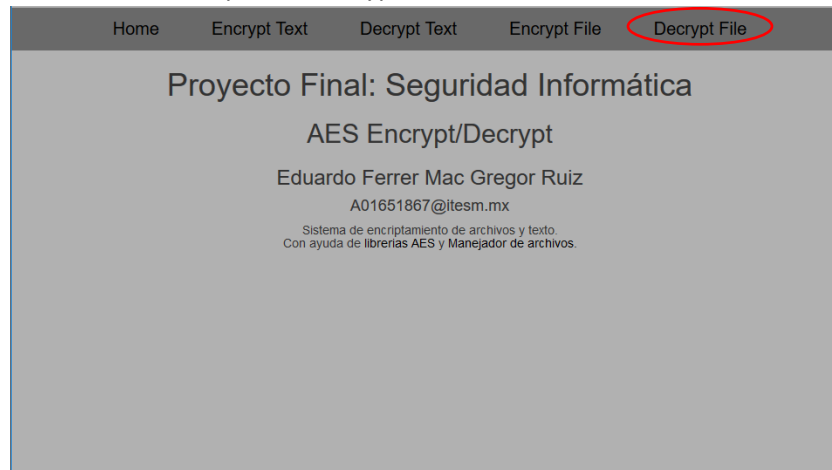 Home Encrypt Text Decrypt Text Encrypt File Decrypt File
Proyecto Final: Seguridad Informática
AES Encrypt/Decrypt
Eduardo Ferrer Mac Gregor Ruiz
A01651867@itesm.mx
Sistema de encriptamiento de archivos y texto.
Con ayuda de librerias AES y Manejador de archivos.